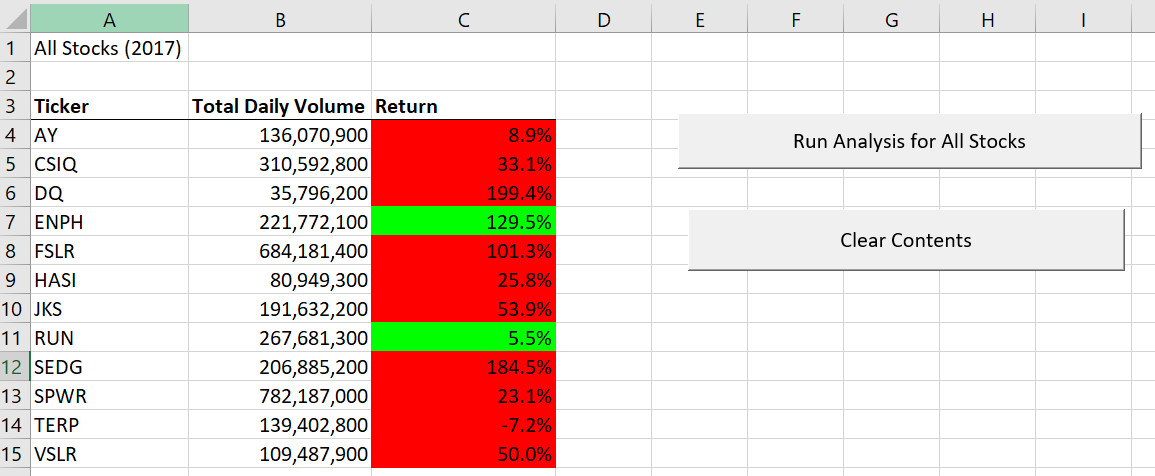 A B C D E F G H I
1 All Stocks (2017)
2
3 Ticker Total Daily Volume Return
4 AY 136,070,900 8.9%
5 CSIQ 310,592,800 33.1%
6 DQ 35,796,200 199.4%
7 ENPH 221,772,100 129.5%
8 FSLR 684,181,400 101.3%
9 HASI 80,949,300 25.8%
10 JKS 191,632,200 53.9%
11 RUN 267,681,300 5.5%
12 SEDG 206,885,200 184.5%
13 SPWR 782,187,000 23.1%
14 TERP 139,402,800 -7.2%
15 VSLR 109,487,900 50.0%
Run Analysis for All Stocks
Clear Contents